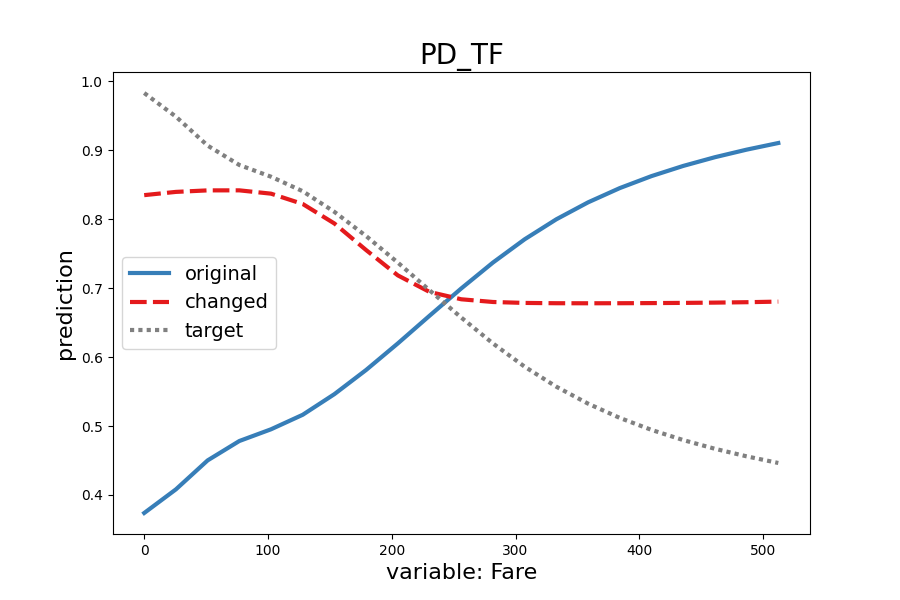 PD_TF
1.0
0.9
0.8
0.7
0.6
0.5
0.4
prediction
original
changed
target
0 100 200 300 400 500
variable: Fare